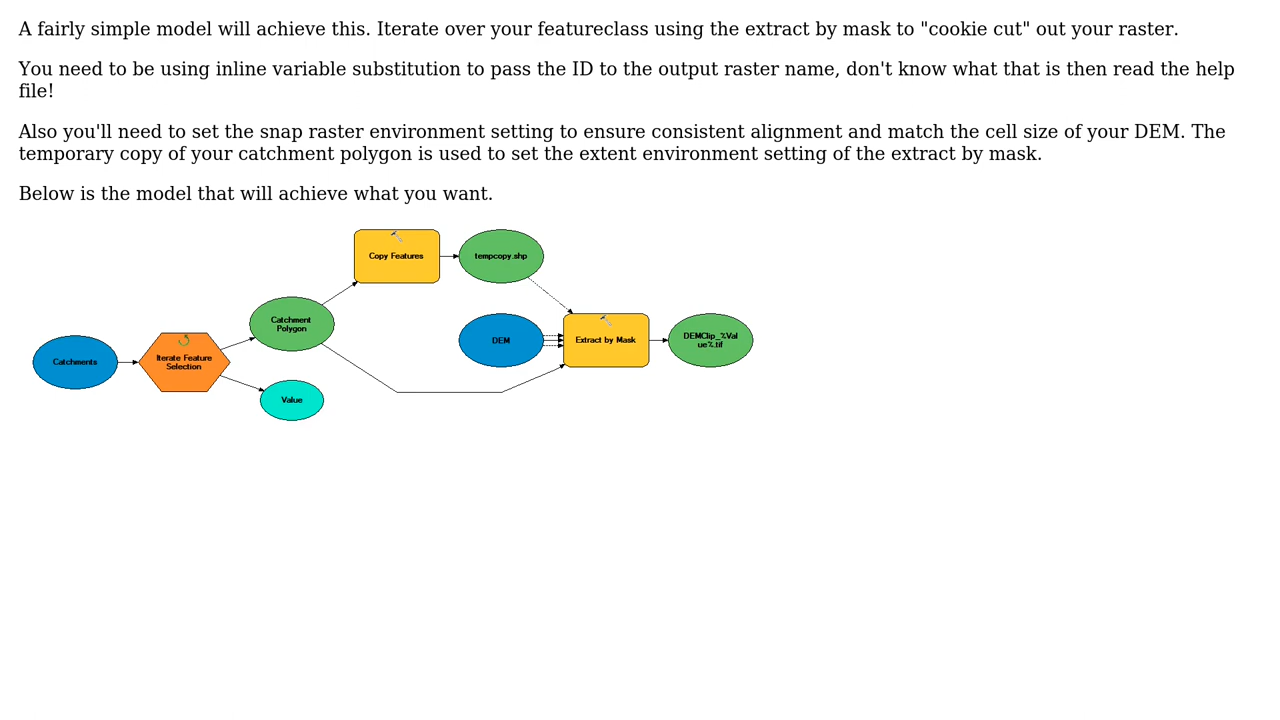 A fairly simple model will achieve this. Iterate over your featureclass using the extract by mask to "cookie cut" out your raster.
You need to be using inline variable substitution to pass the ID to the output raster name, don't know what that is then read the help
file!
Also you'll need to set the snap raster environment setting to ensure consistent alignment and match the cell size of your DEM. The
temporary copy of your catchment polygon is used to set the extent environment setting of the extract by mask.
Below is the model that will achieve what you want.
Copy Features
tempcopy.shp
Catchment
Polygon
DEM
Extract by Mask
DEMClip_%Val
ue%.tif
Catchments
Iterate Feature
Selection
Value